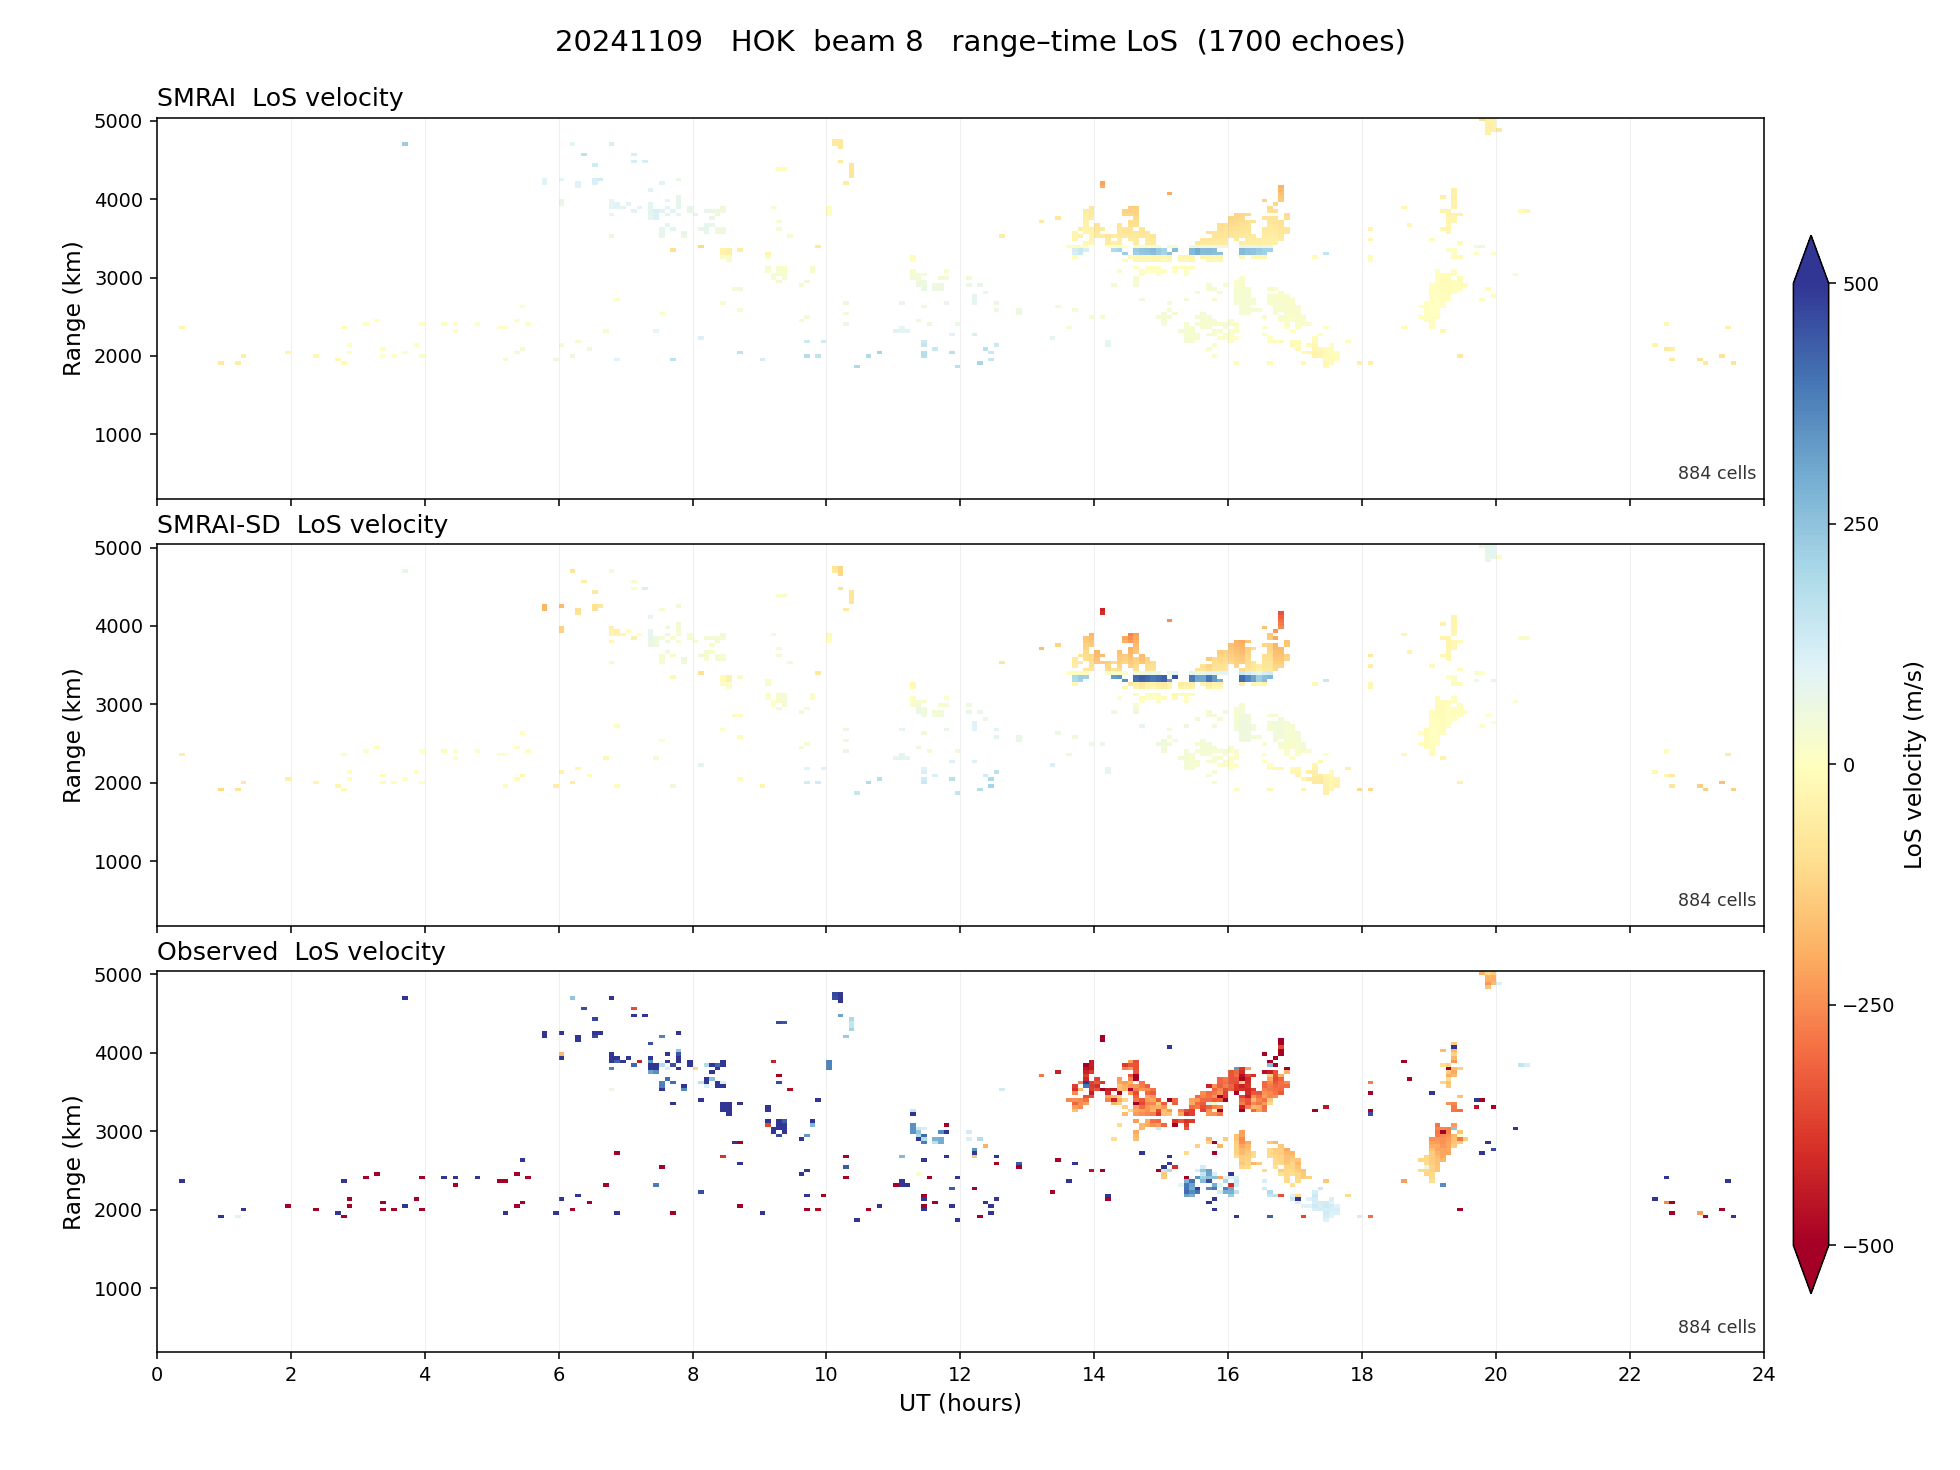 20241109   HOK  beam 8   range–time LoS  (1700 echoes)
SMRAI  LoS velocity
5000
4000
3000
2000
1000
Range (km)
884 cells
SMRAI-SD  LoS velocity
5000
4000
3000
2000
1000
Range (km)
884 cells
Observed  LoS velocity
5000
4000
3000
2000
1000
Range (km)
884 cells
0 2 4 6 8 10 12 14 16 18 20 22 24
UT (hours)
500
250
0
−250
−500
LoS velocity (m/s)